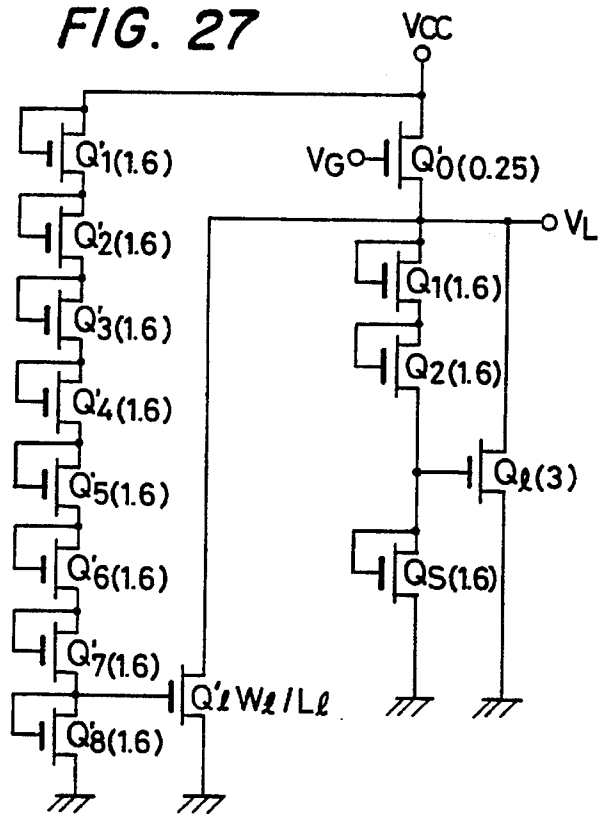 FIG. 27
VCC
Q'1(1.6)
VG
Q'0(0.25)
Q'2(1.6)
VL
Q1(1.6)
Q'3(1.6)
Q2(1.6)
Q'4(1.6)
Qℓ(3)
Q'5(1.6)
Q'6(1.6)
QS(1.6)
Q'7(1.6)
Q'ℓ Wℓ/Lℓ
Q'8(1.6)